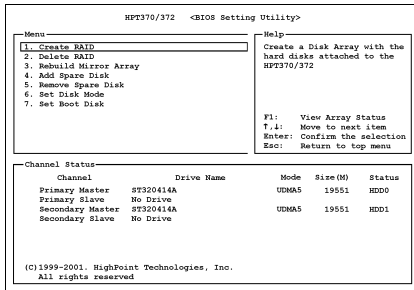 HPT370/372 <BIOS Setting Utility>
Menu
1. Create RAID
2. Delete RAID
3. Rebuild Mirror Array
4. Add Spare Disk
5. Remove Spare Disk
6. Set Disk Mode
7. Set Boot Disk
Help
Create a Disk Array with the
hard disks attached to the
HPT370/372
F1: View Array Status
↑,↓: Move to next item
Enter: Confirm the selection
Esc: Return to top menu
Channel Status
Channel Drive Name Mode Size(M) Status
Primary Master ST320414A UDMA5 19551 HDD0
Primary Slave No Drive
Secondary Master ST320414A UDMA5 19551 HDD1
Secondary Slave No Drive
(C)1999-2001. HighPoint Technologies, Inc.
All rights reserved